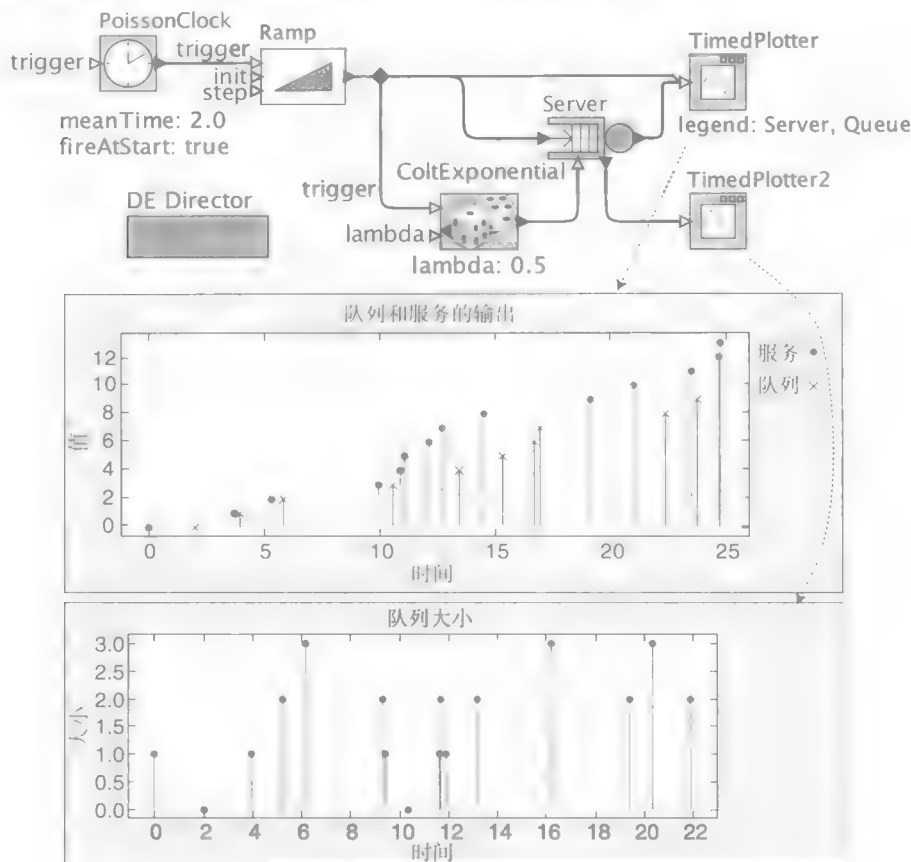 PoissonClock
trigger
trigger
Ramp
init
step
TimedPlotter
meanTime: 2.0
fireAtStart: true
Server
legend: Server, Queue
DE Director
trigger
ColtExponential
TimedPlotter2
lambda
lambda: 0.5
队列和服务的输出
服务
队列
值
12
10
8
6
4
2
0
0 5 10 15 20 25
时间
队列大小
大小
3.0
2.5
2.0
1.5
1.0
0.5
0.0
0 2 4 6 8 10 12 14 16 18 20 22
时间